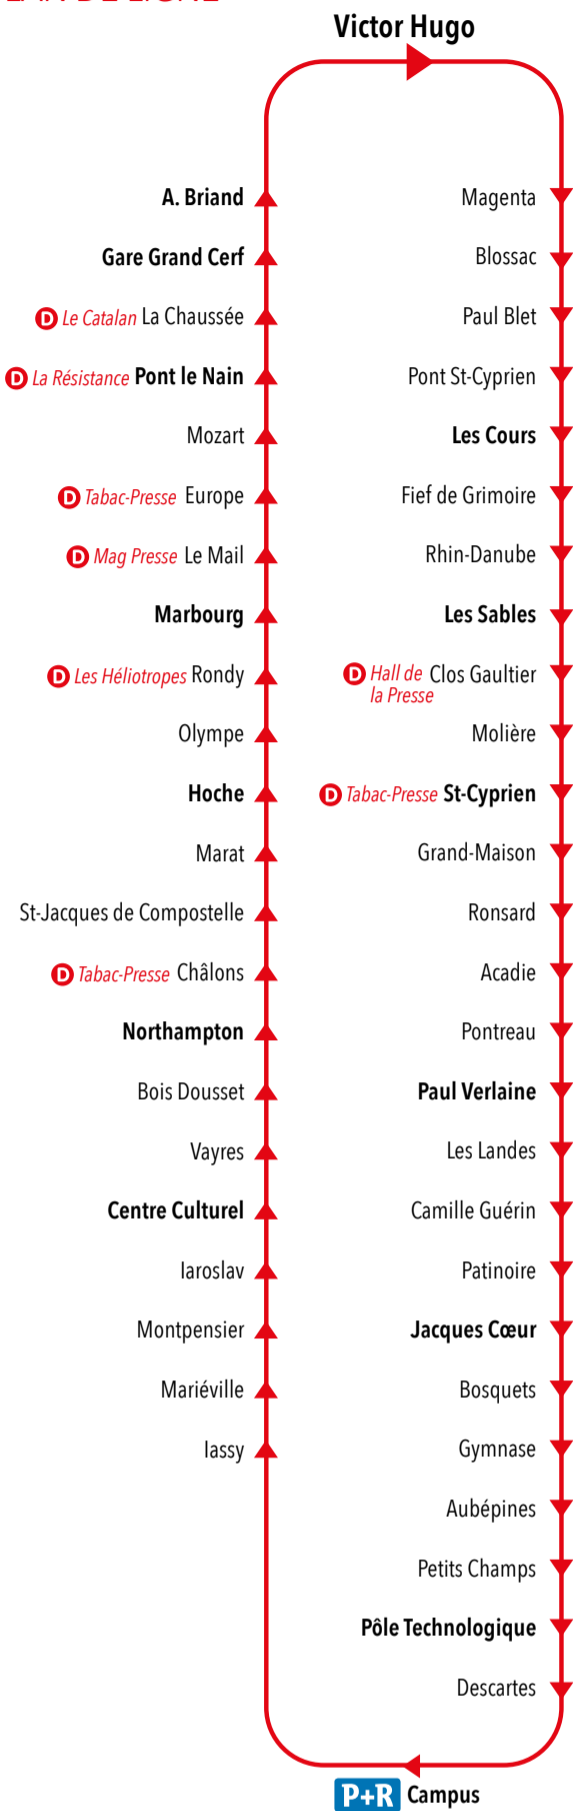 PLAN DE LIGNE
Victor Hugo
A. Briand
Gare Grand Cerf
D Le Catalan La Chaussée
D La Résistance Pont le Nain
Mozart
D Tabac-Presse Europe
D Mag Presse Le Mail
Marbourg
D Les Héliotropes Rondy
Olympe
Hoche
Marat
St-Jacques de Compostelle
D Tabac-Presse Châlons
Northampton
Bois Dousset
Vayres
Centre Culturel
Iaroslav
Montpensier
Mariéville
Iassy
Magenta
Blossac
Paul Blet
Pont St-Cyprien
Les Cours
Fief de Grimoire
Rhin-Danube
Les Sables
D Hall de Clos Gaultier
la Presse
Molière
D Tabac-Presse St-Cyprien
Grand-Maison
Ronsard
Acadie
Pontreau
Paul Verlaine
Les Landes
Camille Guérin
Patinoire
Jacques Cœur
Bosquets
Gymnase
Aubépines
Petits Champs
Pôle Technologique
Descartes
P+R Campus